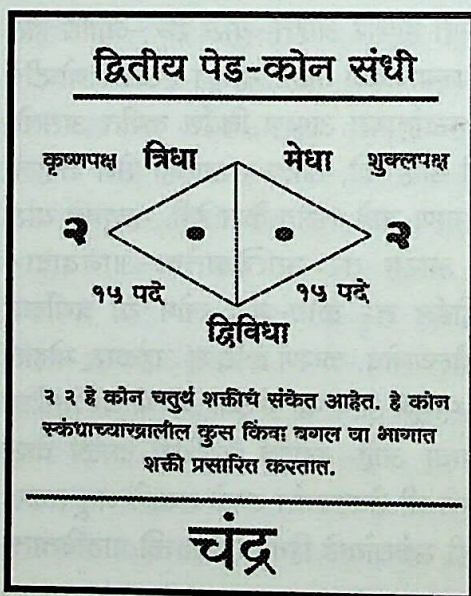 द्वितीय पेड-कोन संधी
कृष्णपक्ष त्रिधा मेधा शुक्लपक्ष
२ २
१५ पदे १५ पदे
द्विविधा
२ २ हे कोन चतुर्थ शक्तीचे संकेत आहेत. हे कोन
स्कंधाच्याखालील कुस किंवा बगल या भागात
शक्ती प्रसारित करतात.
चंद्र